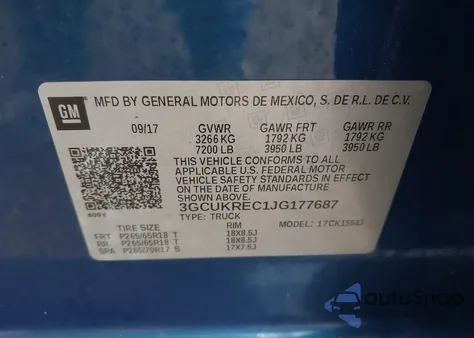 GM
MFD BY GENERAL MOTORS DE MEXICO, S. DE R.L. DE C.V.
09/17 GVWR GAWR FRT GAWR RR
3266 KG 1792 KG 1792 KG
7200 LB 3950 LB 3950 LB
THIS VEHICLE CONFORMS TO ALL
APPLICABLE U.S. FEDERAL MOTOR
VEHICLE SAFETY
IN EFFECT ON THE DATE OF
MANUFACTURE SHOWN ABOVE.
3GCUKREC1JG177687
TYPE: TRUCK MODEL: 17CK15543
TIRE SIZE RIM
FRT P265/65R18 T 18X8.5J
RR P265/65R18 T 18X8.5J
SPA P265/70R17 S 17X7.5J
autoSnap